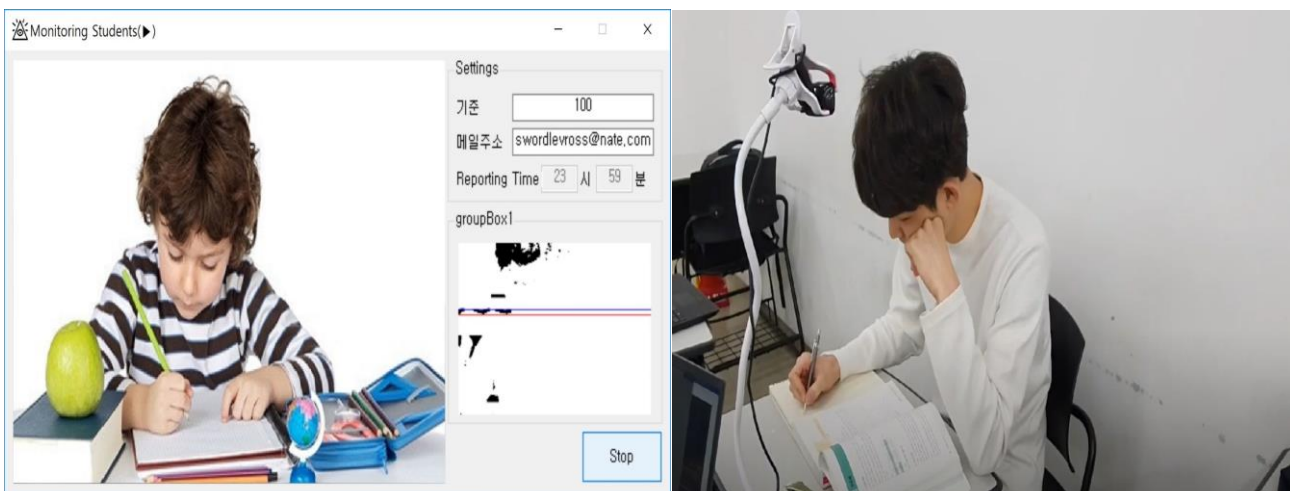 Monitoring Students(▶)
Settings
기준 100
메일주소 swordlevross@nate.com
Reporting Time 23 시 59 분
groupBox1
Stop